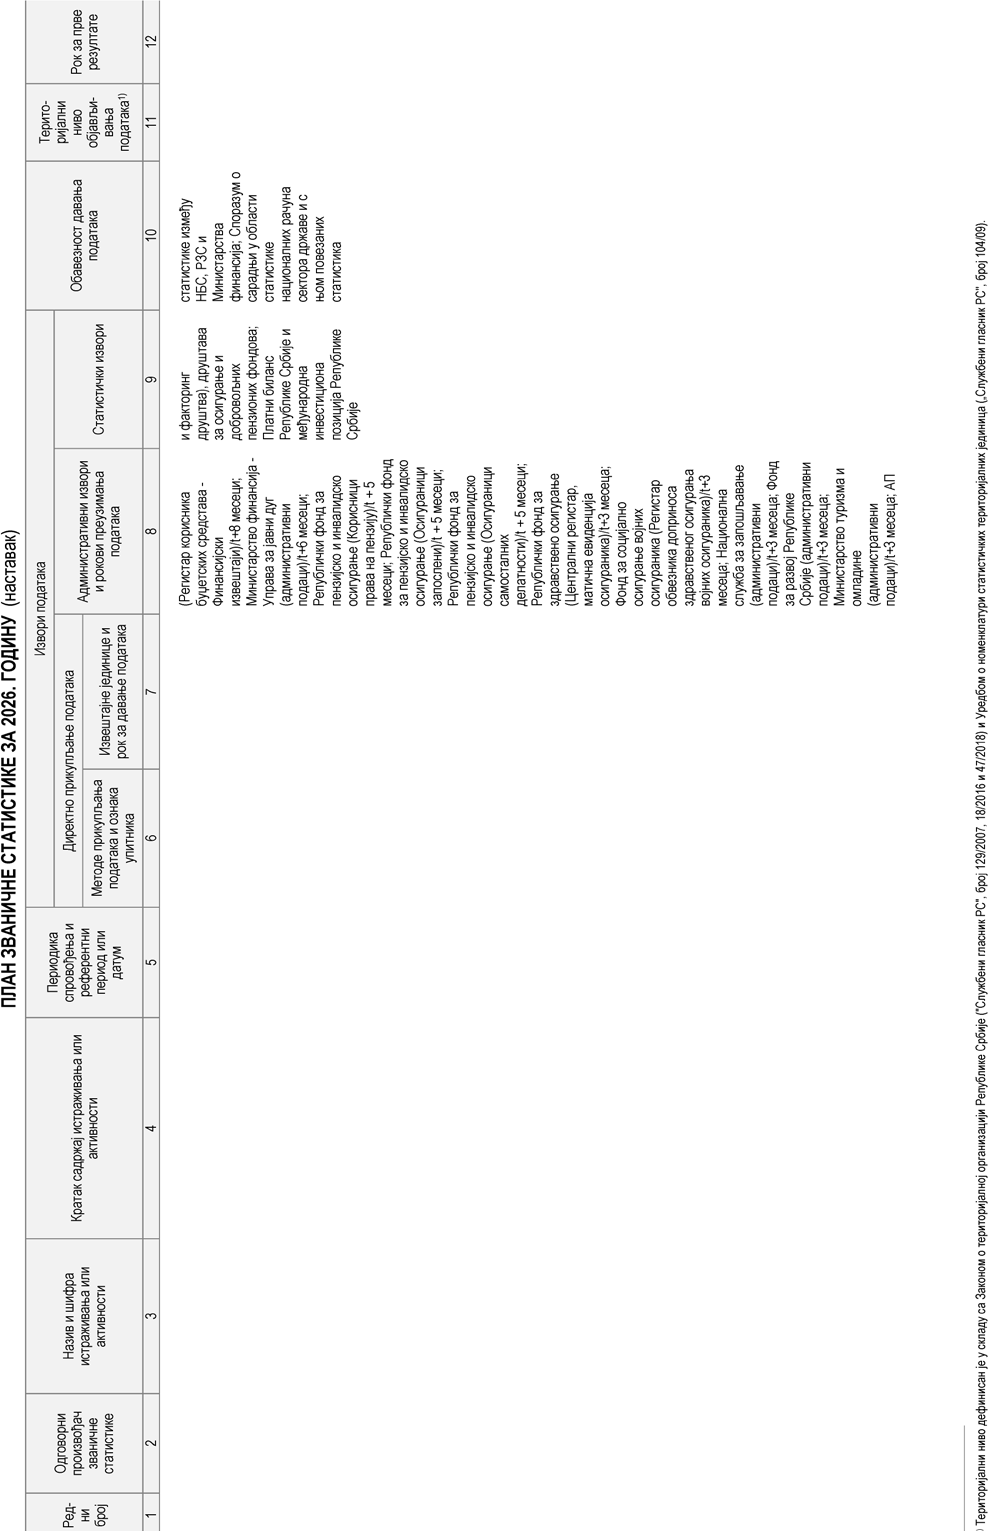 ПЛАН ЗВАНИЧНЕ СТАТИСТИКЕ ЗА 2026. ГОДИНУ (наставак)
Ред-
ни
број
Одговорни
произвођач
званичне
статистике
Назив и шифра
истраживања или
активности
Кратак садржај истраживања или
активности
Периодика
спровођења и
референтни
период или
датум
Извори података
Директно прикупљање података
Методе прикупљања
података и ознака
упитника
Извештајне јединице и
рок за давање података
Административни извори
и рокови преузимања
података
Статистички извори
Обавезност давања
података
Терито-
ријални
ниво
објављи-
вања
података¹⁾
Рок за прве
резултате
1 2 3 4 5 6 7 8 9 10 11 12
(Регистар корисника
буџетских средстава -
Финансијски
извештаји)/t+8 месеци;
Министарство финансија -
Управа за јавни дуг
(административни
подаци)/t+6 месеци;
Републички фонд за
пензијско и инвалидско
осигурање (Корисници
права на пензију)/t + 5
месеци; Републички фонд
за пензијско и инвалидско
осигурање (Осигураници
запослени)/t + 5 месеци;
Републички фонд за
пензијско и инвалидско
осигурање (Осигураници
самосталних
делатности)/t + 5 месеци;
Републички фонд за
здравствено осигурање
(Централни регистар,
матична евиденција
осигураника)/t+3 месеца;
Фонд за социјално
осигурање војних
осигураника (Регистар
обвезника доприноса
здравственог осигурања
војних осигураника)/t+3
месеца; Национална
служба за запошљавање
(административни
подаци)/t+3 месеца; Фонд
за развој Републике
Србије (административни
подаци)/t+3 месеца;
Министарство туризма и
омладине
(административни
подаци)/t+3 месеца; АП
и факторинг
друштва), друштава
за осигурање и
добровољних
пензионих фондова;
Платни биланс
Републике Србије и
међународна
инвестициона
позиција Републике
Србије
статистике између
НБС, РЗС и
Министарства
финансија; Споразум о
сарадњи у области
статистике
националних рачуна
сектора државе и с
њом повезаних
статистика
¹⁾ Територијални ниво дефинисан је у складу са Законом о територијалној организацији Републике Србије ("Службени гласник РС", број 129/2007, 18/2016 и 47/2018) и Уредбом о номенклатури статистичких територијалних јединица („Службени гласник РС", број 104/09).